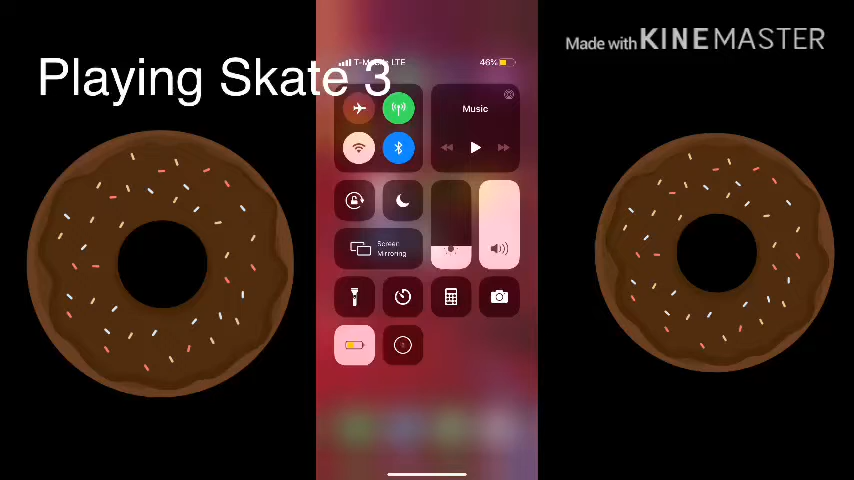 Made with KINEMASTER
Playing Skate 3
T-Mobile LTE
46%
Music
Screen
Mirroring